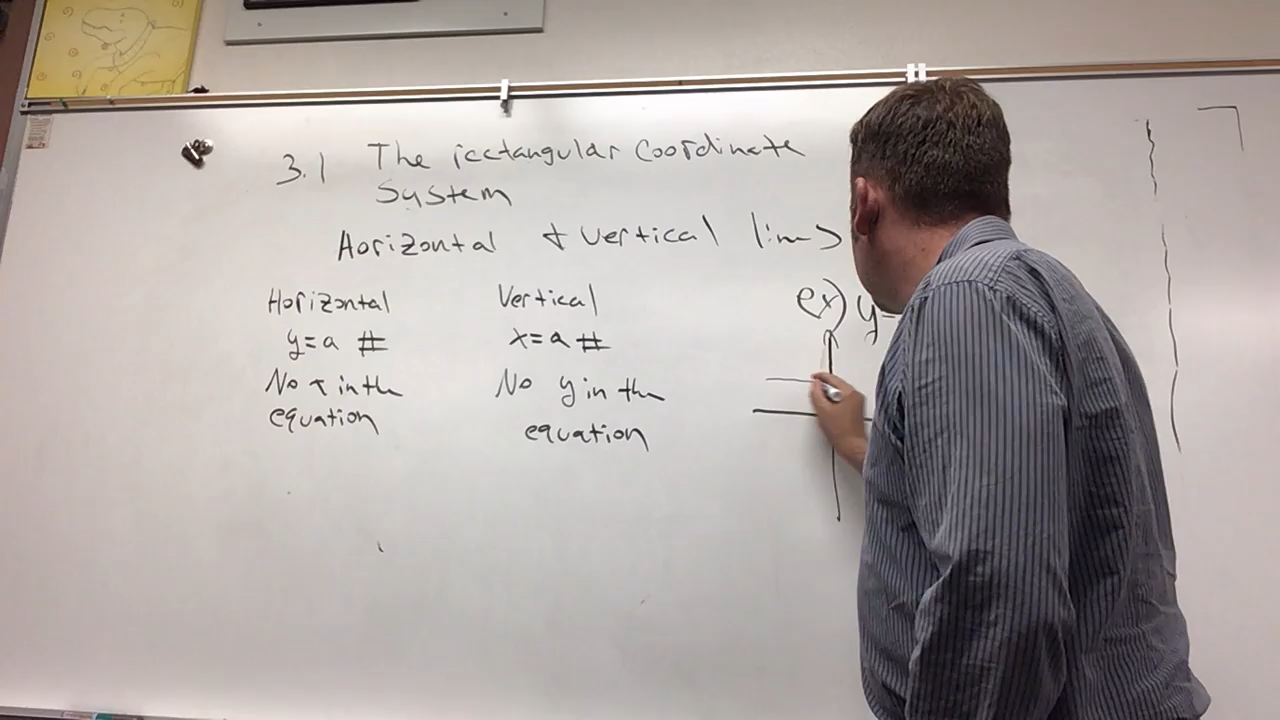 3.1 The rectangular coordinate
System
Horizontal & vertical lines
Horizontal
y=a #
No x in the
equation
Vertical
x=a #
No y in the
equation
ex) y=